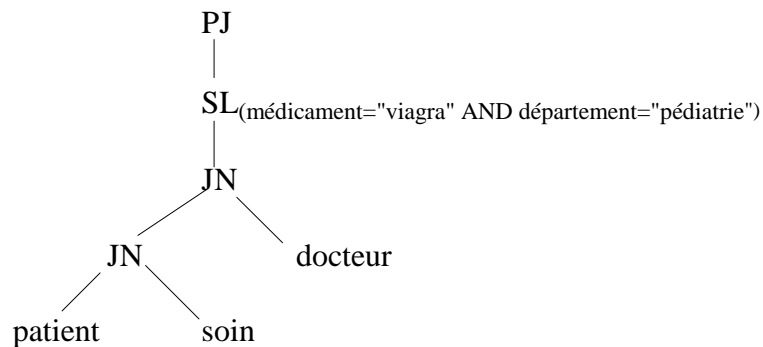 PJ
SL(médicament="viagra" AND département="pédiatrie")
JN
JN
docteur
patient
soin